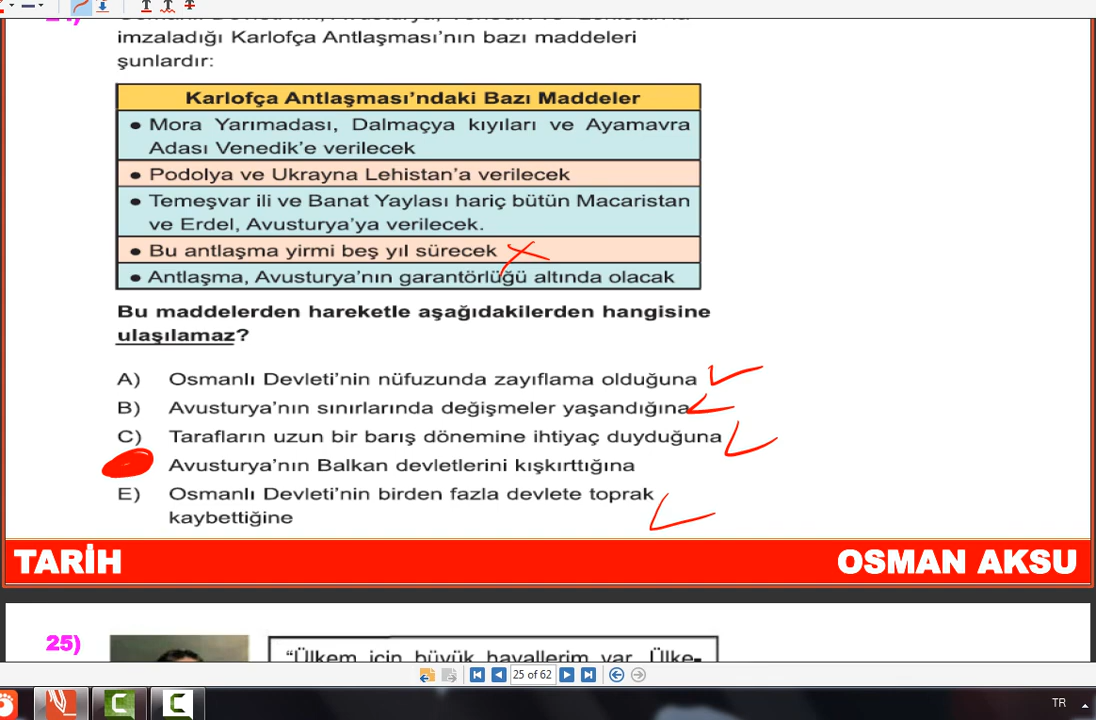 imzaladığı Karlofça Antlaşması’nın bazı maddeleri
şunlardır:
Karlofça Antlaşması’ndaki Bazı Maddeler
● Mora Yarımadası, Dalmaçya kıyıları ve Ayamavra
Adası Venedik’e verilecek
● Podolya ve Ukrayna Lehistan’a verilecek
● Temeşvar ili ve Banat Yaylası hariç bütün Macaristan
ve Erdel, Avusturya’ya verilecek.
● Bu antlaşma yirmi beş yıl sürecek
● Antlaşma, Avusturya’nın garantörlüğü altında olacak
Bu maddelerden hareketle aşağıdakilerden hangisine
ulaşılamaz?
A) Osmanlı Devleti’nin nüfuzunda zayıflama olduğuna
B) Avusturya’nın sınırlarında değişmeler yaşandığına
C) Tarafların uzun bir barış dönemine ihtiyaç duyduğuna
Avusturya’nın Balkan devletlerini kışkırttığına
E) Osmanlı Devleti’nin birden fazla devlete toprak
kaybettiğine
TARİH OSMAN AKSU
25)
“Ülkem için büyük hayallerim var. Ülke-
25 of 62
TR